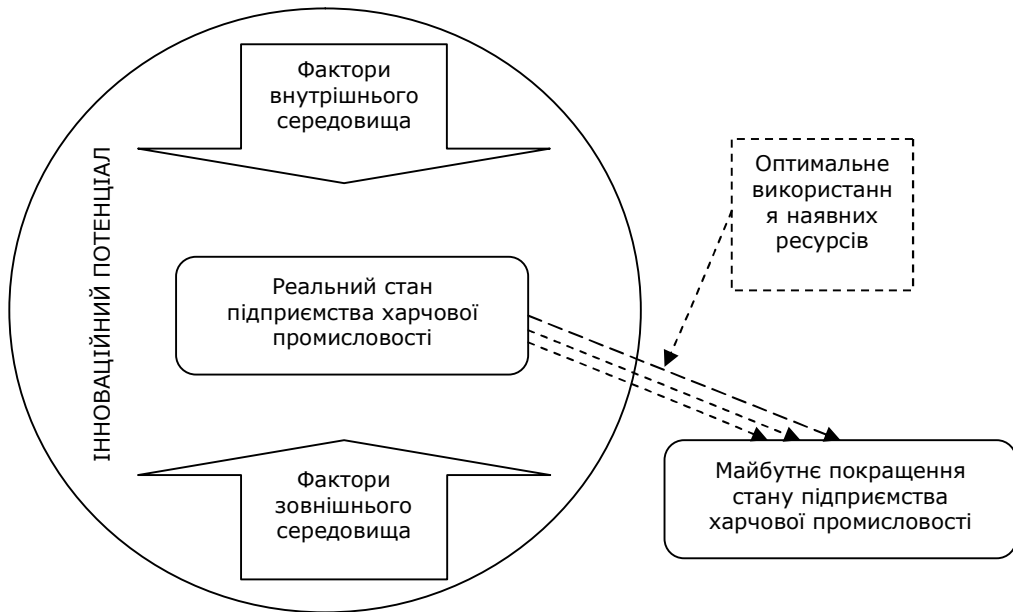 Фактори
внутрішнього
середовища
ІННОВАЦІЙНИЙ ПОТЕНЦІАЛ
Оптимальне
використанн
я наявних
ресурсів
Реальний стан
підприємства харчової
промисловості
Фактори
зовнішнього
середовища
Майбутнє покращення
стану підприємства
харчової промисловості